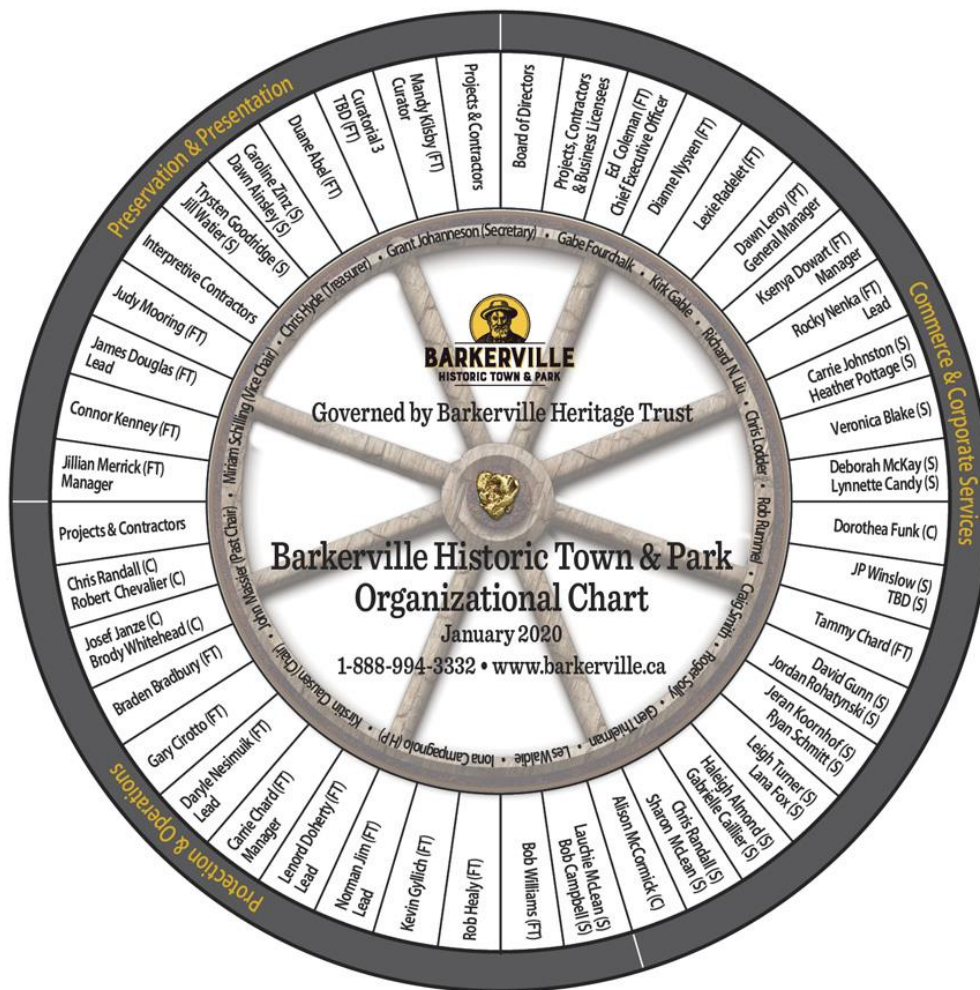 Preservation & Presentation
Commerce & Corporate Services
Protection & Operations
Board of Directors
Projects, Contractors
& Business Licensees
Ed Coleman (FT)
Chief Executive Officer
Dianne Nysven (FT)
Lexie Radelet (FT)
Dawn Leroy (PT)
General Manager
Ksenya Dowart (FT)
Manager
Rocky Nenka (FT)
Lead
Carrie Johnston (S)
Heather Pottage (S)
Veronica Blake (S)
Deborah McKay (S)
Lynnette Candy (S)
Dorothea Funk (C)
JP Winslow (S)
TBD (S)
Tammy Chard (FT)
David Gunn (S)
Jordan Rohatynski (S)
Jeran Koornhof (S)
Ryan Schmitt (S)
Leigh Turner (S)
Lana Fox (S)
Haleigh Almond (S)
Gabrielle Caillier (S)
Chris Randall (S)
Sharon McLean (S)
Alison McCormick (C)
Lauchie McLean (S)
Bob Campbell (S)
Bob Williams (FT)
Rob Healy (FT)
Kevin Gyllich (FT)
Norman Jim (FT)
Lead
Lenord Doherty (FT)
Lead
Carrie Chard (FT)
Manager
Daryle Nesimuik (FT)
Lead
Gary Cirotto (FT)
Braden Bradbury (FT)
Josef Janze (C)
Brody Whitehead (C)
Chris Randall (C)
Robert Chevalier (C)
Projects & Contractors
Jillian Merrick (FT)
Manager
Connor Kenney (FT)
James Douglas (FT)
Lead
Judy Mooring (FT)
Interpretive Contractors
Trysten Goodridge (S)
Jill Watier (S)
Caroline Zinz (S)
Dawn Ainsley (S)
Duane Abel (FT)
Curatorial 3
TBD (FT)
Mandy Kilsby (FT)
Curator
Projects & Contractors
Kirstin Clausen (Chair) • John Massier (Past Chair) • Miriam Schilling (Vice Chair) • Chris Hyde (Treasurer) • Grant Johanneson (Secretary) • Gabe Fourchalk • Kirk Gable • Richard N. Liu • Chris Lodder • Rob Rummel • Craig Smith • Roger Solly • Glen Thielman • Les Waldie • Iona Campagnolo (HP) •
BARKERVILLE
HISTORIC TOWN & PARK
Governed by Barkerville Heritage Trust
Barkerville Historic Town & Park
Organizational Chart
January 2020
1-888-994-3332 • www.barkerville.ca